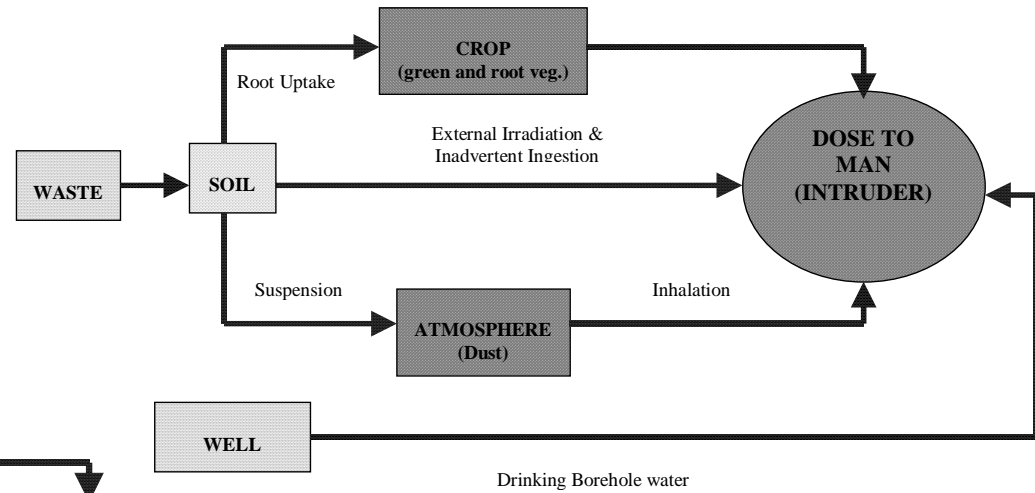 CROP
(green and root veg.)
Root Uptake
External Irradiation &
Inadvertent Ingestion
DOSE TO
MAN
(INTRUDER)
WASTE
SOIL
Suspension
Inhalation
ATMOSPHERE
(Dust)
WELL
Drinking Borehole water